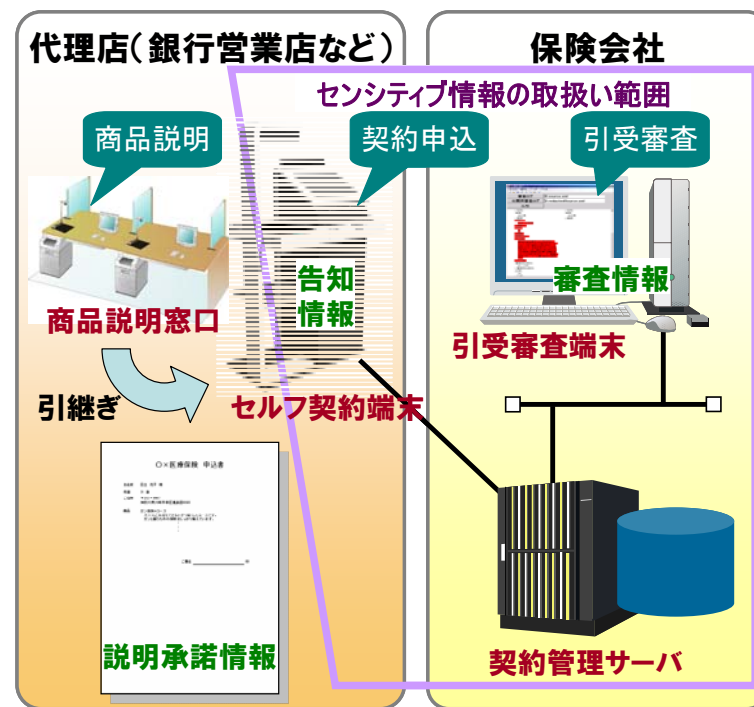 代理店(銀行営業店など)
保険会社
センシティブ情報の取扱い範囲
商品説明
契約申込
引受審査
告知
情報
審査情報
商品説明窓口
引受審査端末
引継ぎ
セルフ契約端末
〇×医療保険 申込書
説明承諾情報
契約管理サーバ